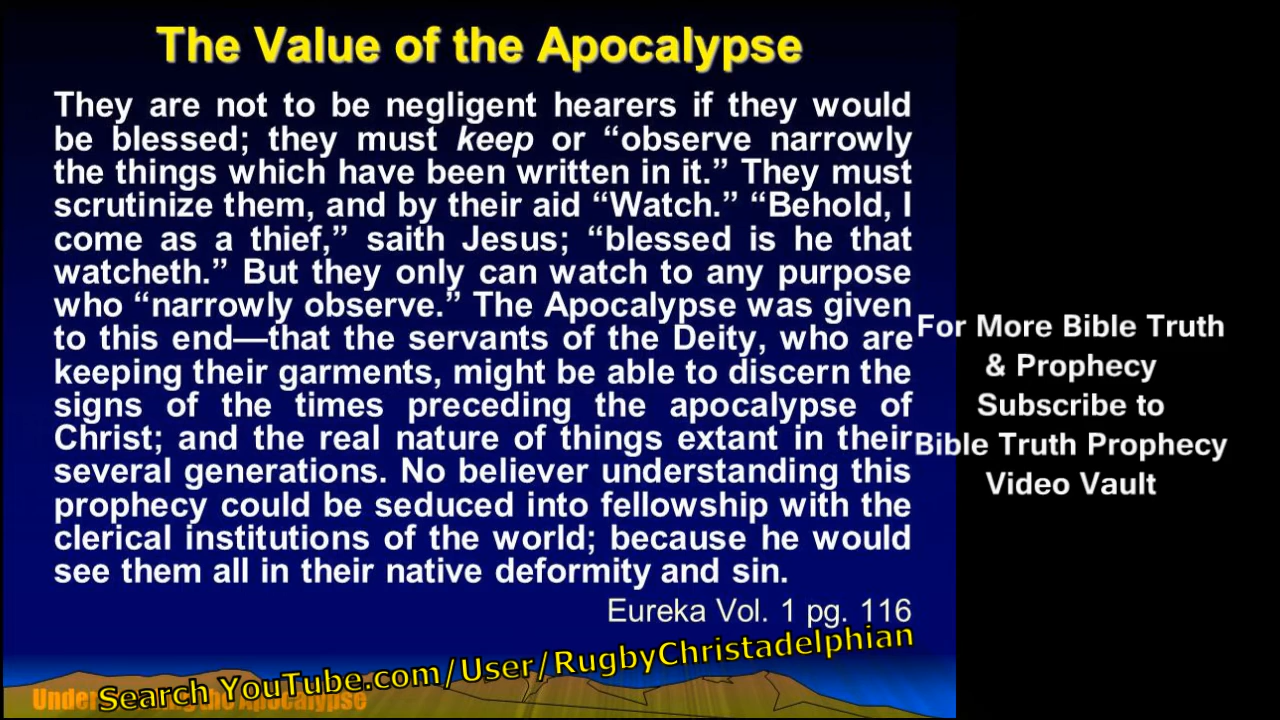 The Value of the Apocalypse
They are not to be negligent hearers if they would
be blessed; they must keep or “observe narrowly
the things which have been written in it.” They must
scrutinize them, and by their aid “Watch.” “Behold, I
come as a thief,” saith Jesus; “blessed is he that
watcheth.” But they only can watch to any purpose
who “narrowly observe.” The Apocalypse was given
to this end—that the servants of the Deity, who are
keeping their garments, might be able to discern the
signs of the times preceding the apocalypse of
Christ; and the real nature of things extant in their
several generations. No believer understanding this
prophecy could be seduced into fellowship with the
clerical institutions of the world; because he would
see them all in their native deformity and sin.
Eureka Vol. 1 pg. 116
Search YouTube.com/User/RugbyChristadelphian
Apocalypse
For More Bible Truth
& Prophecy
Subscribe to
Bible Truth Prophecy
Video Vault